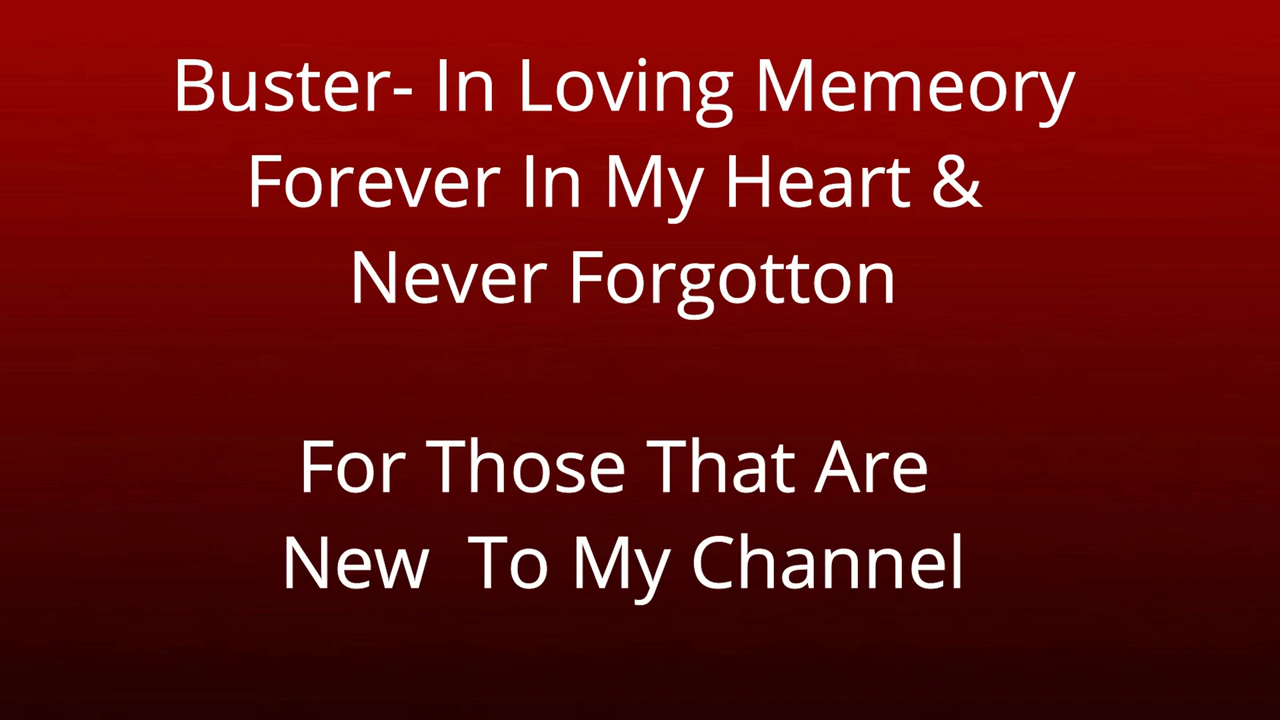 Buster- In Loving Memeory
Forever In My Heart &
Never Forgotton
For Those That Are
New  To My Channel